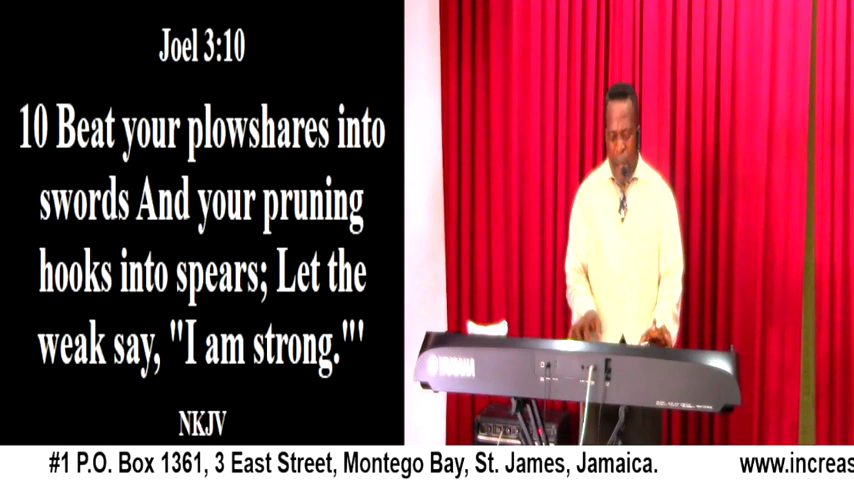 Joel 3:10
10 Beat your plowshares into
swords And your pruning
hooks into spears; Let the
weak say, "I am strong."'
NKJV
YAMAHA
#1 P.O. Box 1361, 3 East Street, Montego Bay, St. James, Jamaica.
www.increas